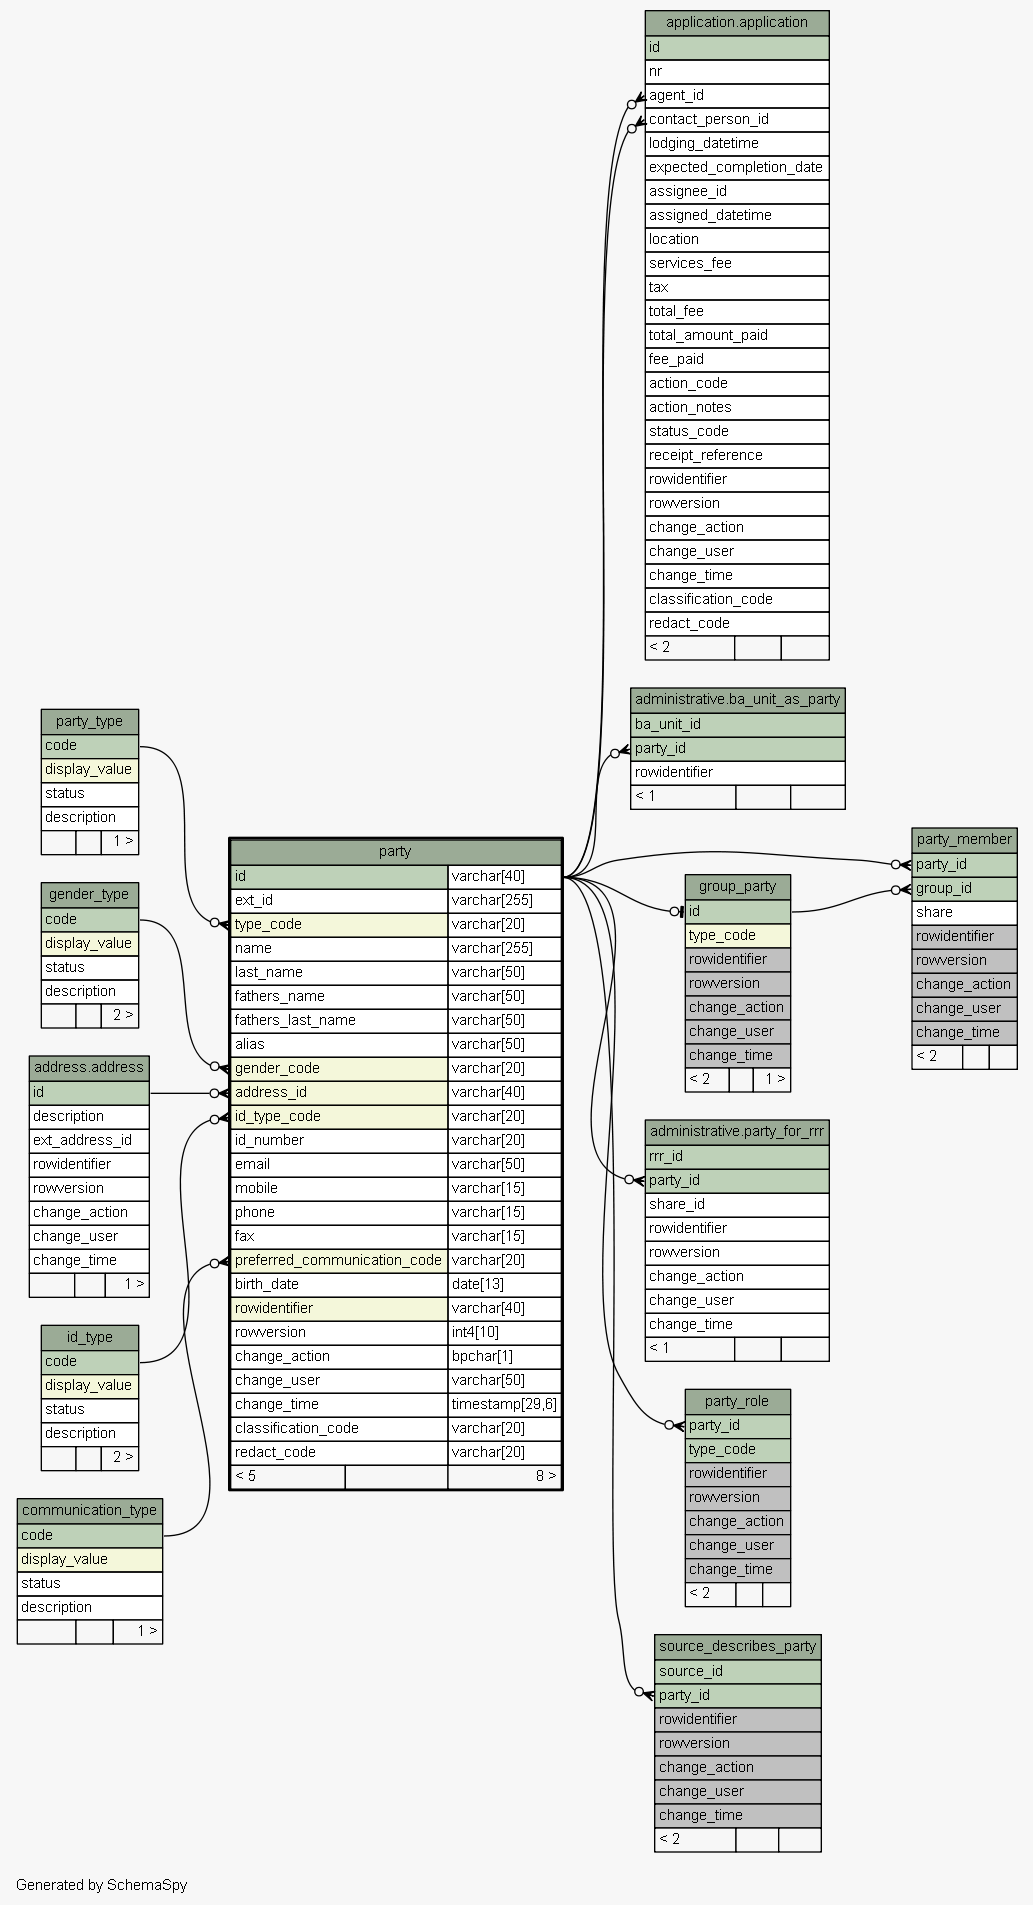 application.application
id
nr
agent_id
contact_person_id
lodging_datetime
expected_completion_date
assignee_id
assigned_datetime
location
services_fee
tax
total_fee
total_amount_paid
fee_paid
action_code
action_notes
status_code
receipt_reference
rowidentifier
rowversion
change_action
change_user
change_time
classification_code
redact_code
< 2
administrative.ba_unit_as_party
ba_unit_id
party_id
rowidentifier
< 1
party_type
code
display_value
status
description
1 >
gender_type
code
display_value
status
description
2 >
address.address
id
description
ext_address_id
rowidentifier
rowversion
change_action
change_user
change_time
1 >
id_type
code
display_value
status
description
2 >
communication_type
code
display_value
status
description
1 >
party
id varchar[40]
ext_id varchar[255]
type_code varchar[20]
name varchar[255]
last_name varchar[50]
fathers_name varchar[50]
fathers_last_name varchar[50]
alias varchar[50]
gender_code varchar[20]
address_id varchar[40]
id_type_code varchar[20]
id_number varchar[20]
email varchar[50]
mobile varchar[15]
phone varchar[15]
fax varchar[15]
preferred_communication_code varchar[20]
birth_date date[13]
rowidentifier varchar[40]
rowversion int4[10]
change_action bpchar[1]
change_user varchar[50]
change_time timestamp[29,6]
classification_code varchar[20]
redact_code varchar[20]
< 5 8 >
group_party
id
type_code
rowidentifier
rowversion
change_action
change_user
change_time
< 2 1 >
party_member
party_id
group_id
share
rowidentifier
rowversion
change_action
change_user
change_time
< 2
administrative.party_for_rrr
rrr_id
party_id
share_id
rowidentifier
rowversion
change_action
change_user
change_time
< 1
party_role
party_id
type_code
rowidentifier
rowversion
change_action
change_user
change_time
< 2
source_describes_party
source_id
party_id
rowidentifier
rowversion
change_action
change_user
change_time
< 2
Generated by SchemaSpy